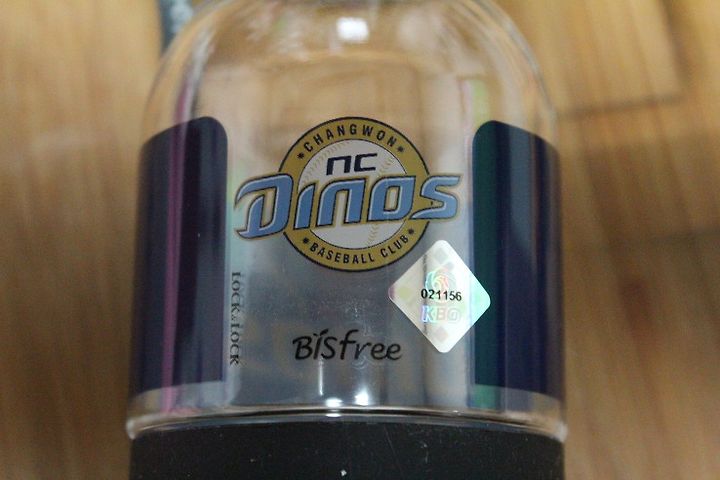 CHANGWON
NC
DINOS
BASEBALL CLUB
021156
KBO
LOCK&LOCK
Bisfree